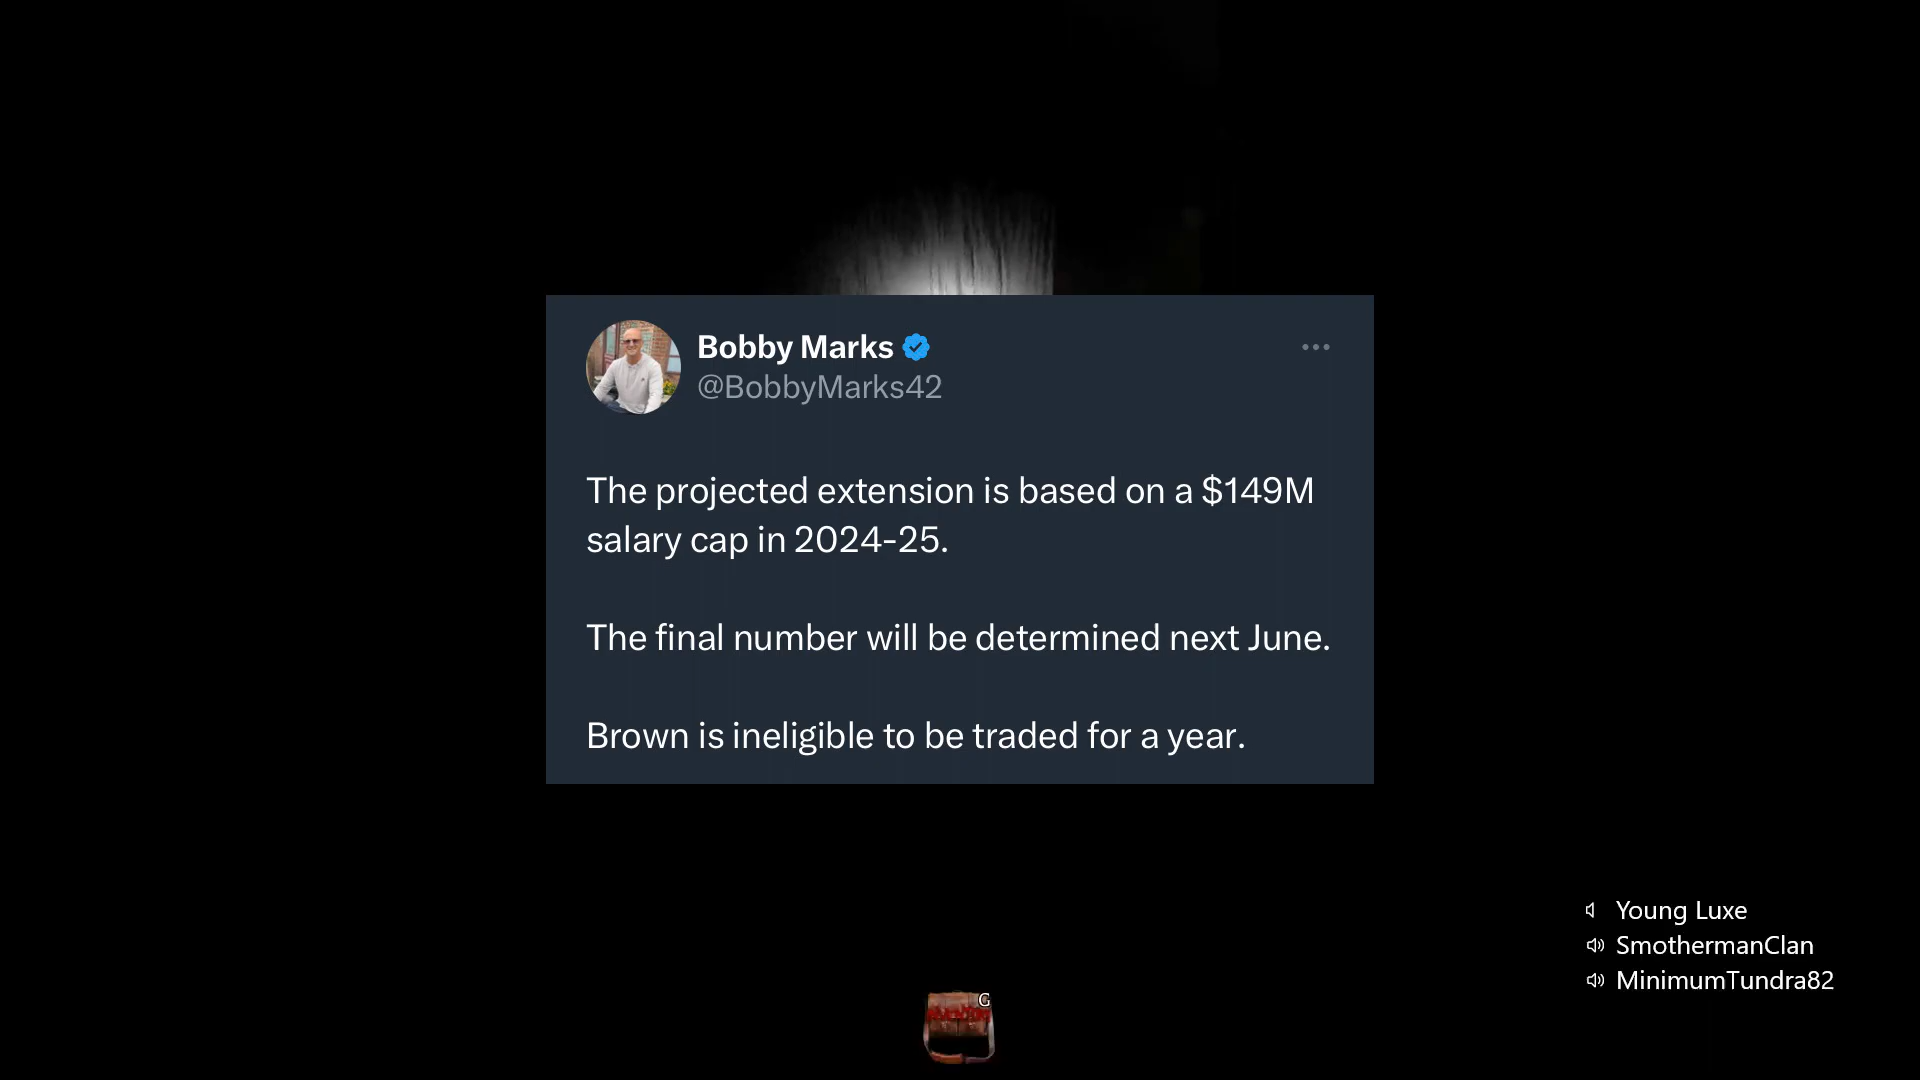 Bobby Marks
@BobbyMarks42
The projected extension is based on a $149M
salary cap in 2024-25.
The final number will be determined next June.
Brown is ineligible to be traded for a year.
Young Luxe
SmothermanClan
MinimumTundra82
G